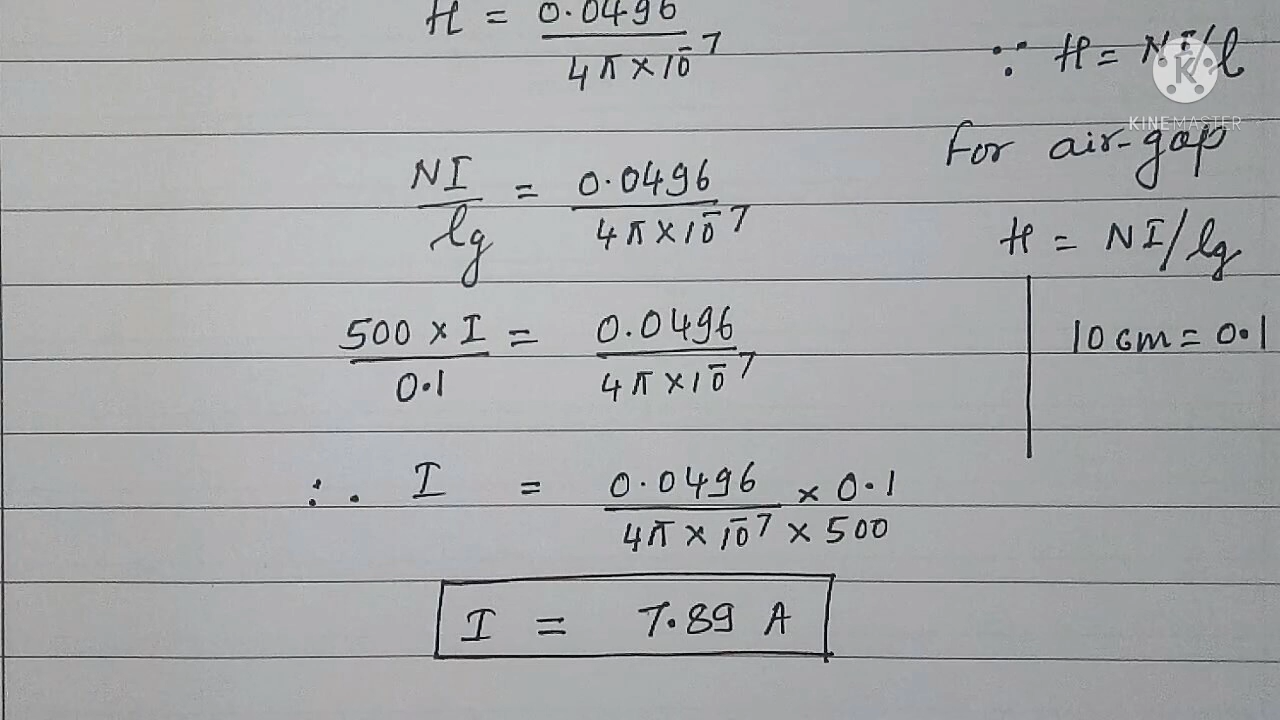 H = 0.0496 / 4π×10⁻⁷
∵ H = NI/l
KINEMASTER
For air-gap
NI / lg = 0.0496 / 4π×10⁻⁷
H = NI/lg
500 × I / 0.1 = 0.0496 / 4π×10⁻⁷
10 cm = 0.1
∴ I = 0.0496 × 0.1 / 4π×10⁻⁷ × 500
I = 7.89 A